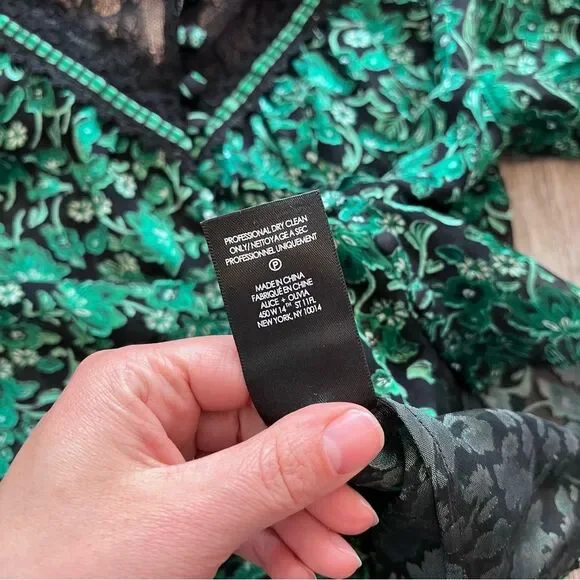 PROFESSIONAL DRY CLEAN
ONLY/ NETTOYAGE A SEC
PROFESSIONNEL UNIQUEMENT
P
MADE IN CHINA
FABRIQUÉ EN CHINE
ALICE + OLIVIA
450 W 14TH ST 11FL
NEW YORK, NY 10014